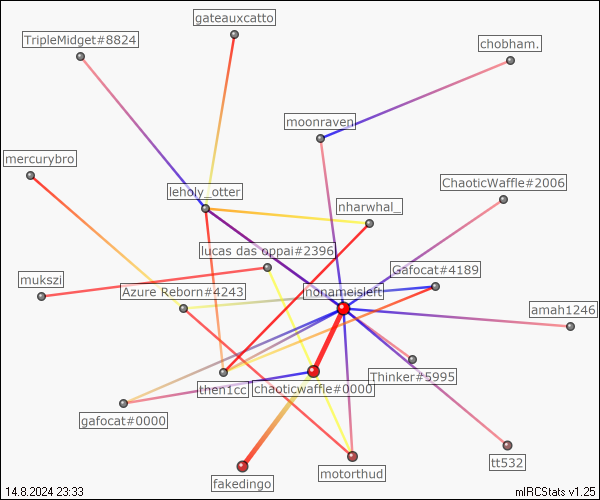 gateauxcatto
TripleMidget#8824
chobham.
moonraven
mercurybro
ChaoticWaffle#2006
leholy_otter
nharwhal_
lucas das oppai#2396
Gafocat#4189
mukszi
Azure Reborn#4243
nonameisleft
amah1246
Thinker#5995
then1cc
chaoticwaffle#0000
gafocat#0000
tt532
motorthud
fakedingo
14.8.2024 23:33
mIRCStats v1.25